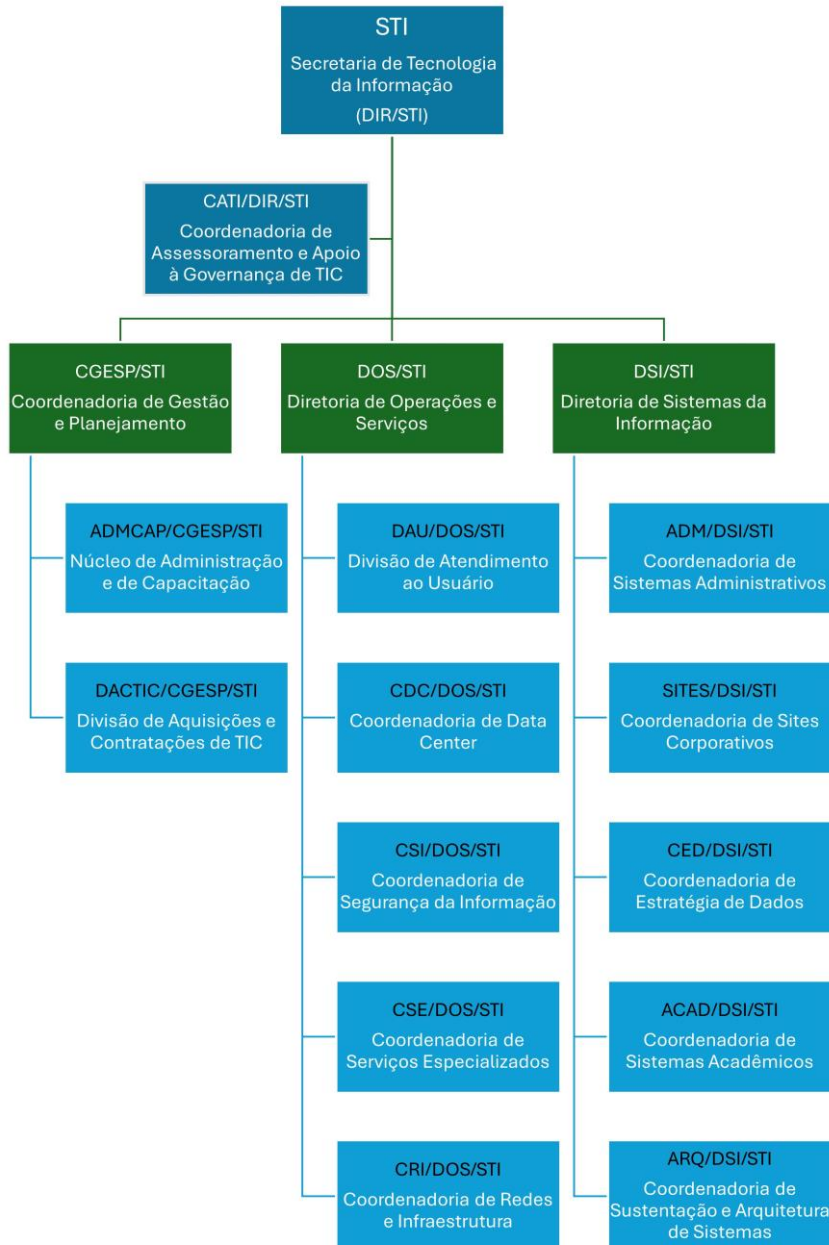 STI
Secretaria de Tecnologia
da Informação
(DIR/STI)
CATI/DIR/STI
Coordenadoria de
Assessoramento e Apoio
à Governança de TIC
CGESP/STI
Coordenadoria de Gestão
e Planejamento
DOS/STI
Diretoria de Operações e
Serviços
DSI/STI
Diretoria de Sistemas da
Informação
ADMCAP/CGESP/STI
Núcleo de Administração
e de Capacitação
DACTIC/CGESP/STI
Divisão de Aquisições e
Contratações de TIC
DAU/DOS/STI
Divisão de Atendimento
ao Usuário
CDC/DOS/STI
Coordenadoria de Data
Center
CSI/DOS/STI
Coordenadoria de
Segurança da Informação
CSE/DOS/STI
Coordenadoria de
Serviços Especializados
CRI/DOS/STI
Coordenadoria de Redes
e Infraestrutura
ADM/DSI/STI
Coordenadoria de
Sistemas Administrativos
SITES/DSI/STI
Coordenadoria de Sites
Corporativos
CED/DSI/STI
Coordenadoria de
Estratégia de Dados
ACAD/DSI/STI
Coordenadoria de
Sistemas Acadêmicos
ARQ/DSI/STI
Coordenadoria de
Sustentação e Arquitetura
de Sistemas